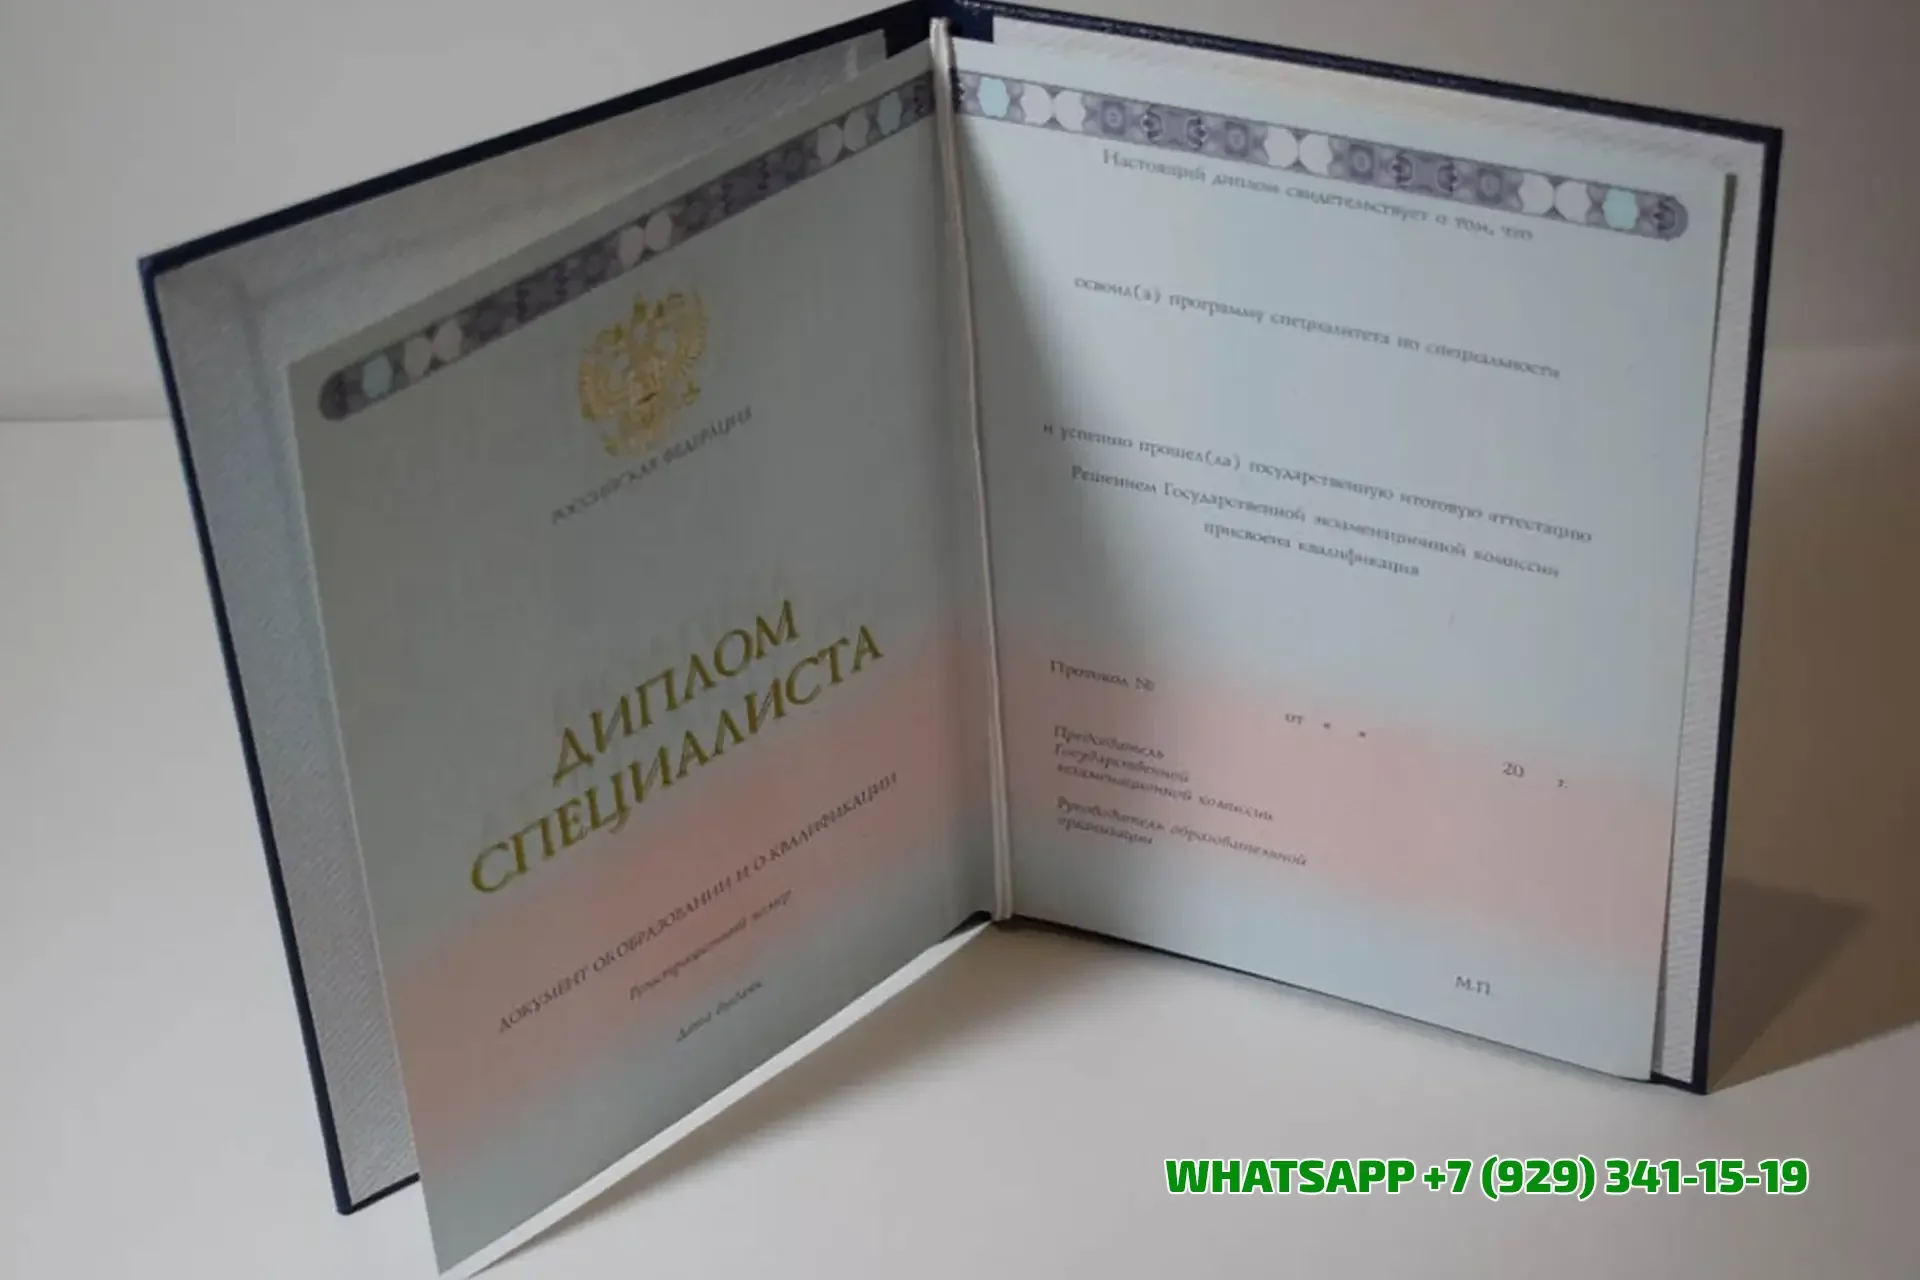 РОССИЙСКАЯ ФЕДЕРАЦИЯ
ДИПЛОМ
СПЕЦИАЛИСТА
ДОКУМЕНТ ОБ ОБРАЗОВАНИИ И О КВАЛИФИКАЦИИ
Регистрационный номер
Дата выдачи
Настоящий диплом свидетельствует о том, что
освоил(а) программу специалитета по специальности
и успешно прошел(ла) государственную итоговую аттестацию
Решением Государственной экзаменационной комиссии
присвоена квалификация
Протокол №
от « »
20 г.
Председатель
Государственной
экзаменационной комиссии
Руководитель образовательной
организации
М.П.
WHATSAPP +7 (929) 341-15-19